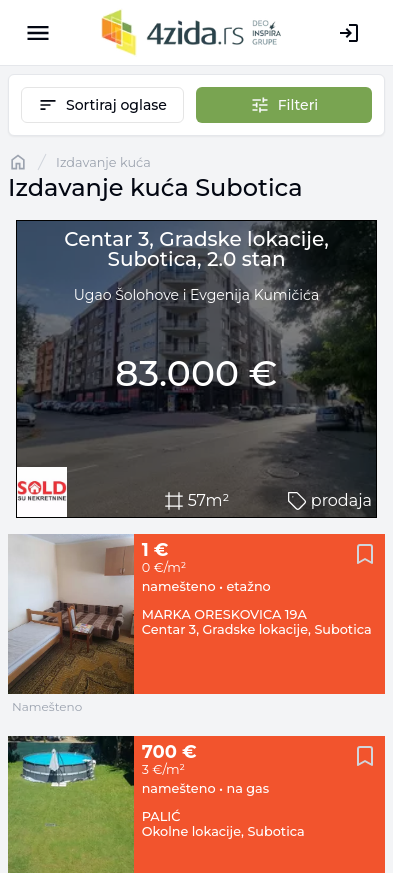 4zida.rs
DEO
INSPIRA
GRUPE
Sortiraj oglase
Filteri
/ Izdavanje kuća
Izdavanje kuća Subotica
Centar 3, Gradske lokacije,
Subotica, 2.0 stan
Ugao Šolohove i Evgenija Kumičića
83.000 €
SOLD
SU NEKRETNINE
57m²
prodaja
1 €
0 €/m²
namešteno • etažno
MARKA ORESKOVICA 19A
Centar 3, Gradske lokacije, Subotica
Namešteno
700 €
3 €/m²
namešteno • na gas
PALIĆ
Okolne lokacije, Subotica